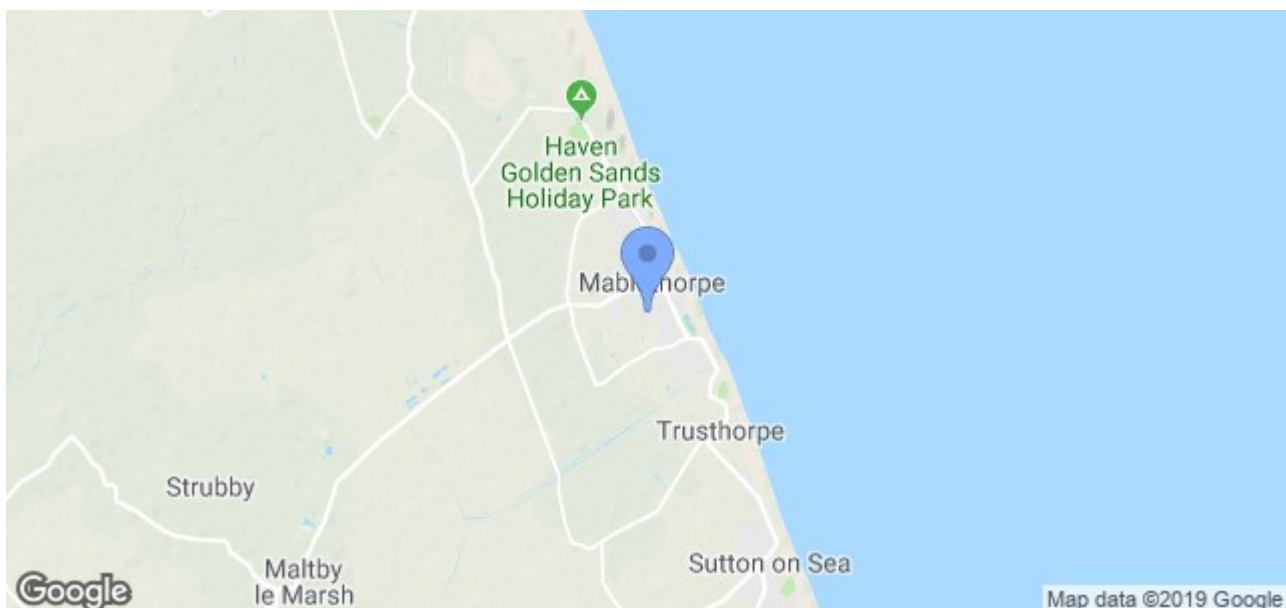 Haven
Golden Sands
Holiday Park
Trusthorpe
Strubby
Sutton on Sea
Maltby
le Marsh
Google
Map data ©2019 Google